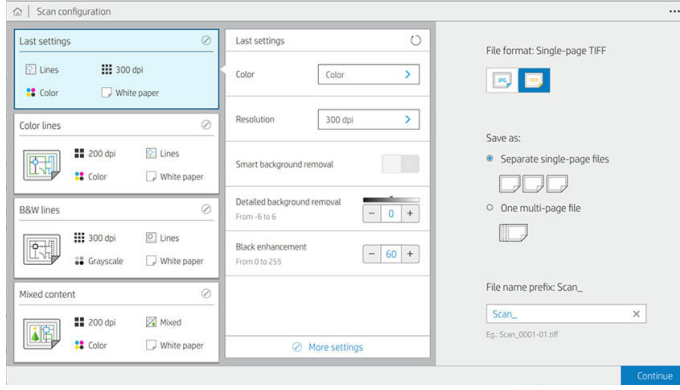 Scan configuration
Last settings
Lines
300 dpi
Color
White paper
Color lines
200 dpi
Lines
Color
White paper
B&W lines
300 dpi
Lines
Grayscale
White paper
Mixed content
200 dpi
Mixed
Color
White paper
Last settings
Color
Color
Resolution
300 dpi
Smart background removal
Detailed background removal
From -6 to 6
- 0 +
Black enhancement
From 0 to 255
- 60 +
More settings
File format: Single-page TIFF
JPG
TIFF
Save as:
Separate single-page files
One multi-page file
File name prefix: Scan_
Scan_
Eg.: Scan_0001-01.tiff
Continue